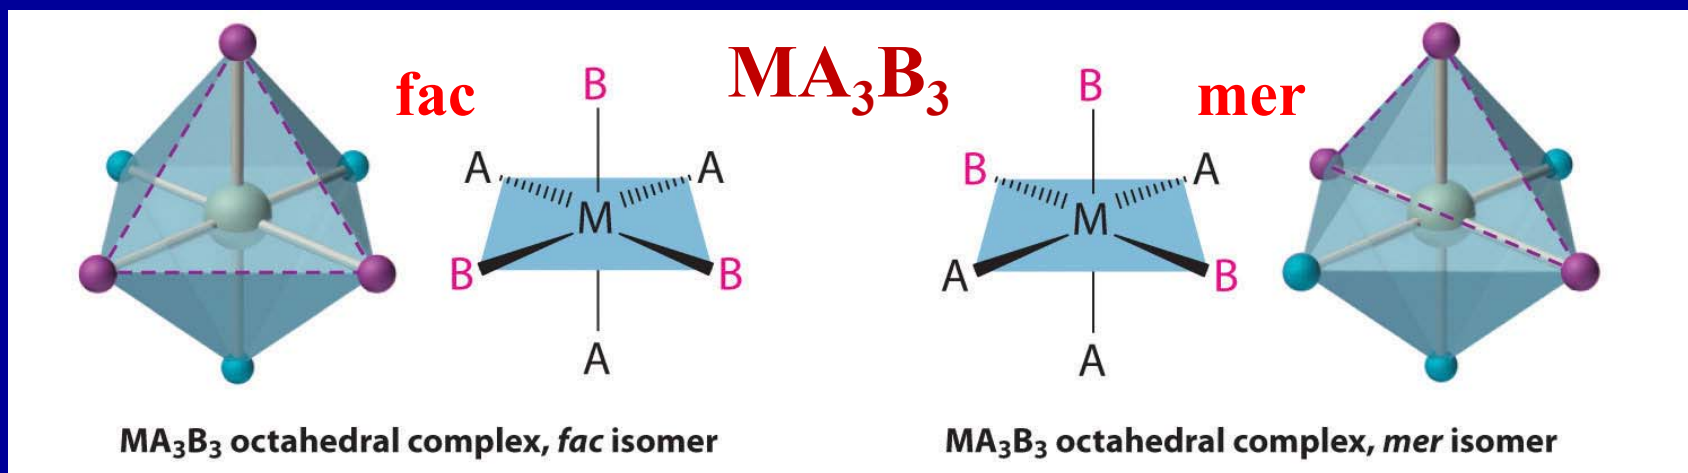 MA₃B₃
fac
mer
B
A A
M
B B
A
B
B A
M
A B
A
MA₃B₃ octahedral complex, fac isomer
MA₃B₃ octahedral complex, mer isomer